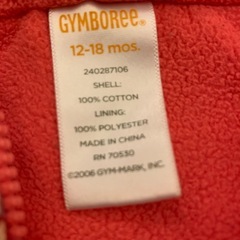 GYMBOREE®
12-18 mos.
240287106
SHELL:
100% COTTON
LINING:
100% POLYESTER
MADE IN CHINA
RN 70530
©2006 GYM-MARK, INC.